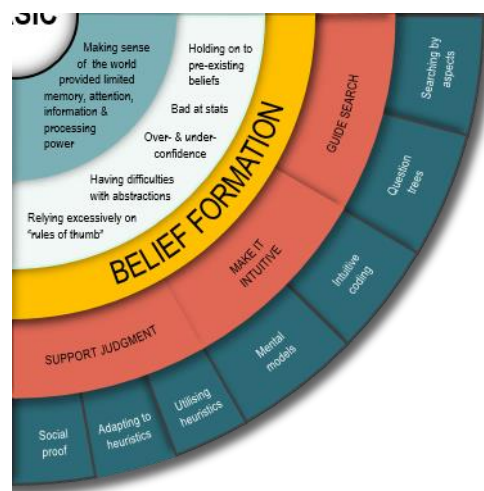 SIC
Making sense
of the world
provided limited
memory, attention,
information &
processing
power
Holding on to
pre-existing
beliefs
Bad at stats
Over- & under-
confidence
Having difficulties
with abstractions
Relying excessively on
"rules of thumb"
BELIEF FORMATION
GUIDE SEARCH
MAKE IT
INTUITIVE
SUPPORT JUDGMENT
Searching by
aspects
Question
trees
Intuitive
coding
Mental
models
Utilising
heuristics
Adapting to
heuristics
Social
proof